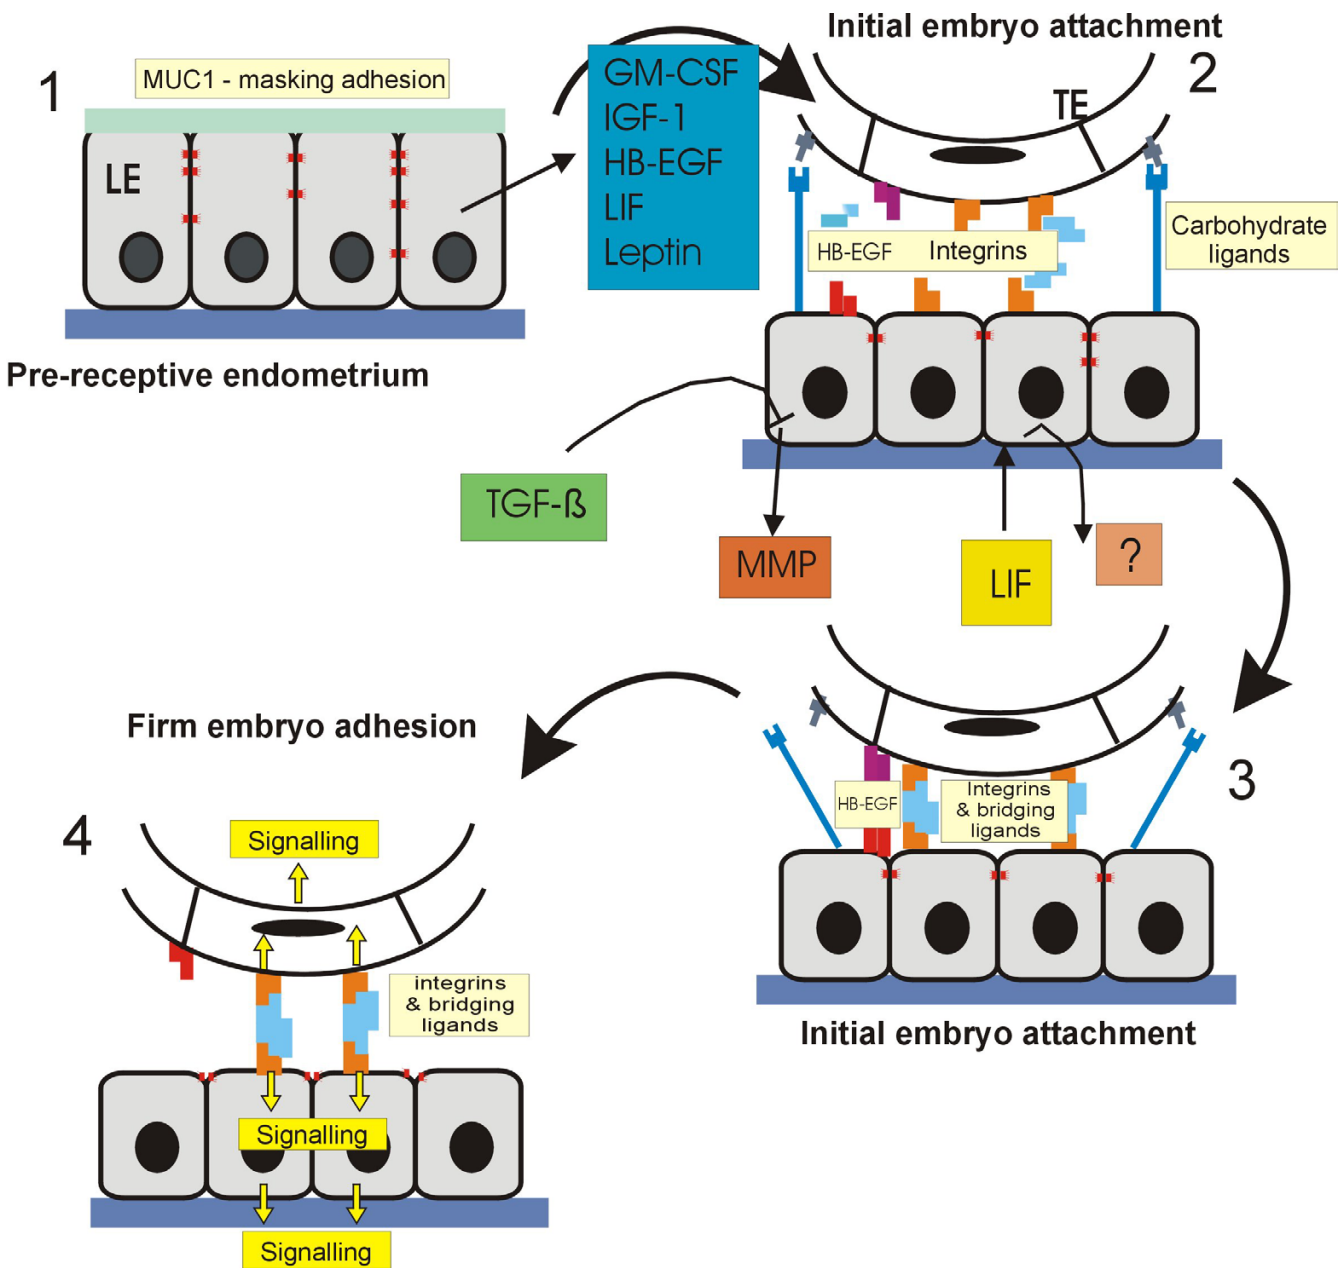 1
MUC1 - masking adhesion
LE
Pre-receptive endometrium
GM-CSF
IGF-1
HB-EGF
LIF
Leptin
Initial embryo attachment
2
TE
HB-EGF
Integrins
Carbohydrate
ligands
TGF-ß
MMP
LIF
?
3
HB-EGF
Integrins
& bridging
ligands
Initial embryo attachment
Firm embryo adhesion
4
Signalling
integrins
& bridging
ligands
Signalling
Signalling